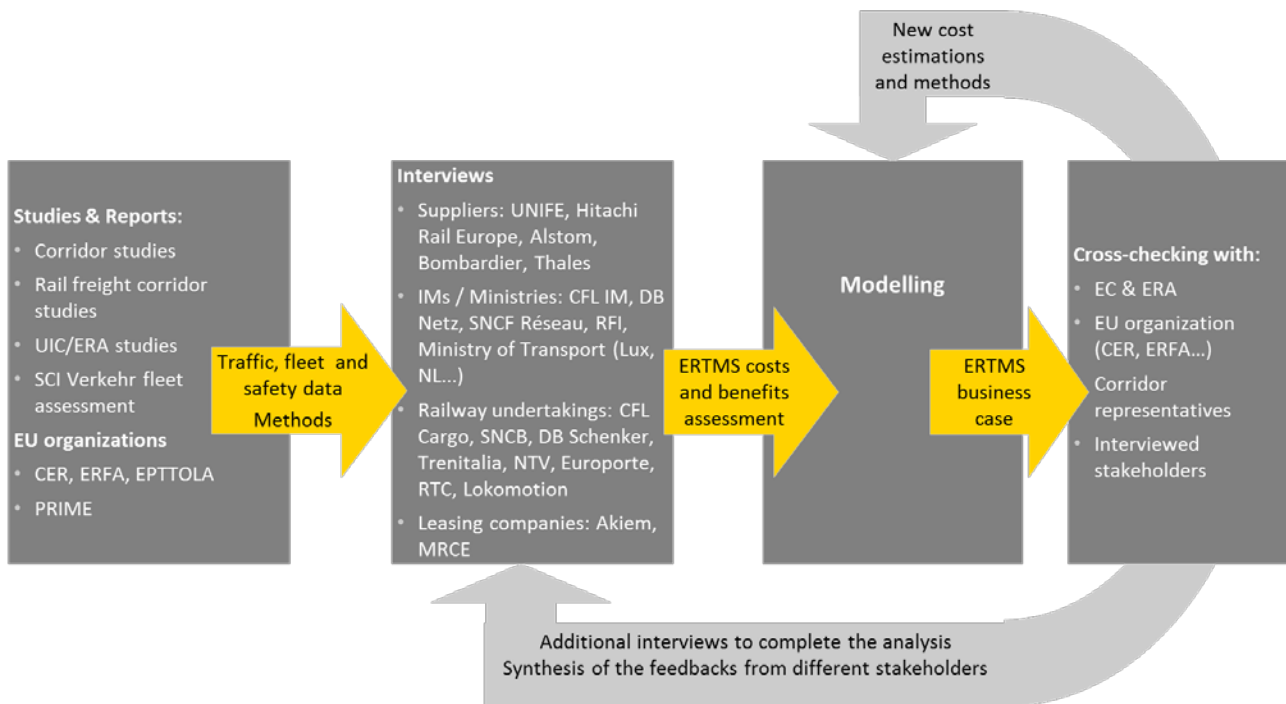 New cost
estimations
and methods
Studies & Reports:
• Corridor studies
• Rail freight corridor
studies
• UIC/ERA studies
• SCI Verkehr fleet
assessment
EU organizations
• CER, ERFA, EPTTOLA
• PRIME
Traffic, fleet and
safety data
Methods
Interviews
• Suppliers: UNIFE, Hitachi
Rail Europe, Alstom,
Bombardier, Thales
• IMs / Ministries: CFL IM, DB
Netz, SNCF Réseau, RFI,
Ministry of Transport (Lux,
NL...)
• Railway undertakings: CFL
Cargo, SNCB, DB Schenker,
Trenitalia, NTV, Europorte,
RTC, Lokomotion
• Leasing companies: Akiem,
MRCE
ERTMS costs
and benefits
assessment
Modelling
ERTMS
business
case
Cross-checking with:
• EC & ERA
• EU organization
(CER, ERFA...)
• Corridor
representatives
• Interviewed
stakeholders
Additional interviews to complete the analysis
Synthesis of the feedbacks from different stakeholders